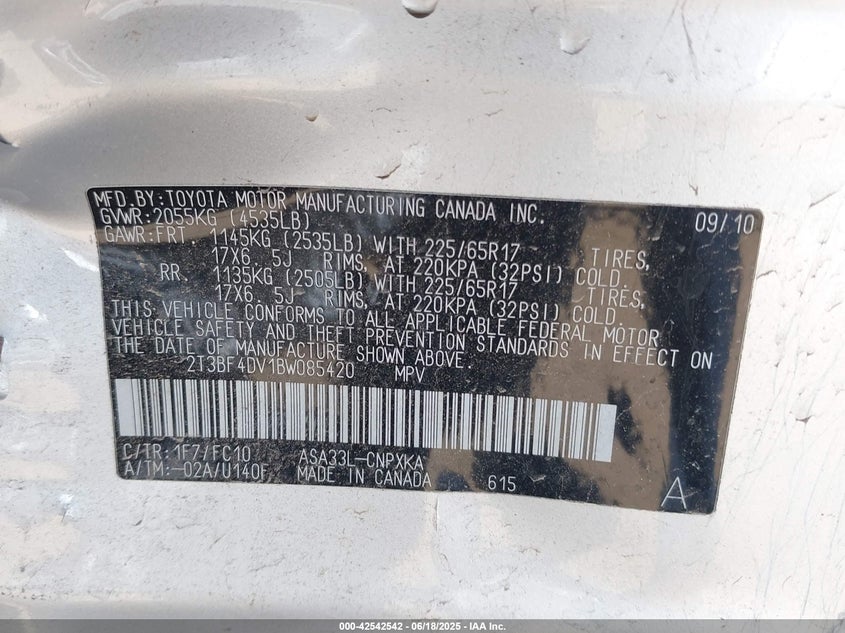 MFD. BY: TOYOTA MOTOR MANUFACTURING CANADA INC. 09/10
GVWR: 2055KG (4535LB)
GAWR: FRT. 1145KG (2535LB) WITH 225/65R17 TIRES,
17X6. 5J RIMS, AT 220KPA (32PSI) COLD.
RR. 1135KG (2505LB) WITH 225/65R17 TIRES,
17X6. 5J RIMS, AT 220KPA (32PSI) COLD
THIS VEHICLE CONFORMS TO ALL APPLICABLE FEDERAL MOTOR
VEHICLE SAFETY AND THEFT PREVENTION STANDARDS IN EFFECT ON
THE DATE OF MANUFACTURE SHOWN ABOVE.
2T3BF4DV1BW085420 MPV
C/TR: 1F7/FC10 ASA33L-CNPXKA
A/TM: -02A/U140F MADE IN CANADA 615 A
000-42542542 / 06/18/2025 / IAA Inc.